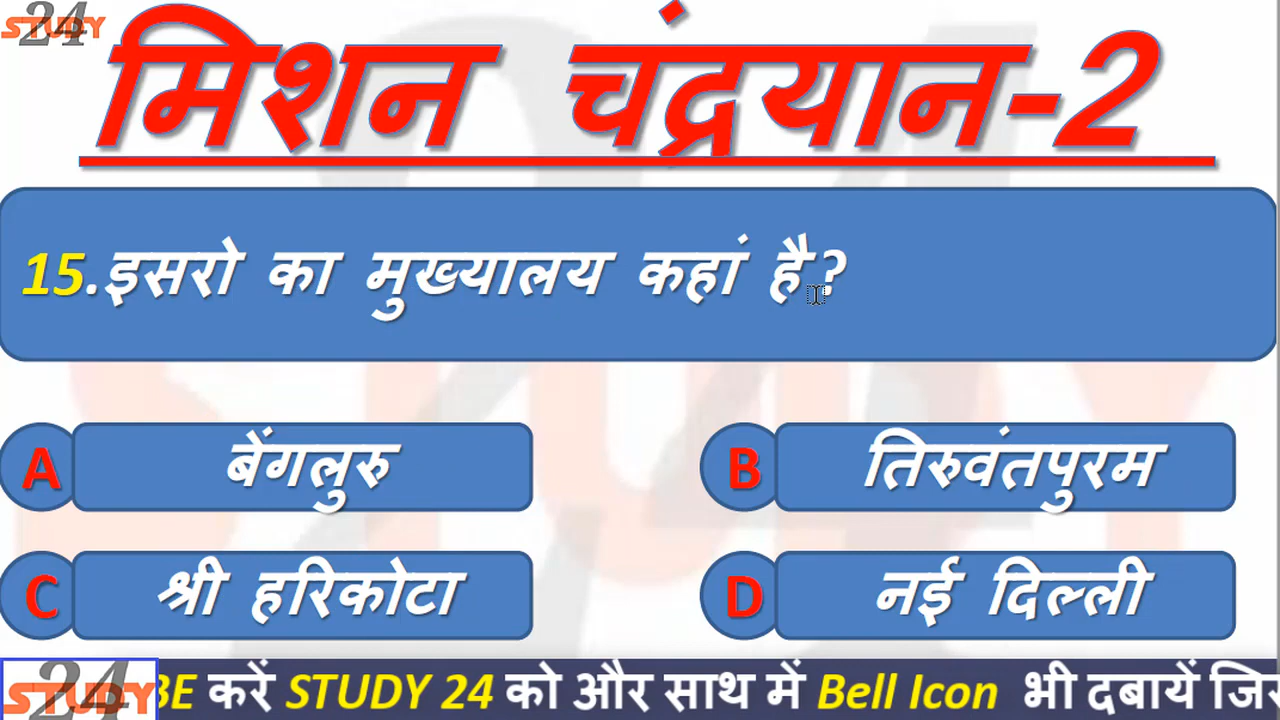 24
STUDY
मिशन चंद्रयान-2
15.इसरो का मुख्यालय कहां है?
A बेंगलुरु
B तिरुवंतपुरम
C श्री हरिकोटा
D नई दिल्ली
24
STUDY
करें STUDY 24 को और साथ में Bell Icon भी दबायें